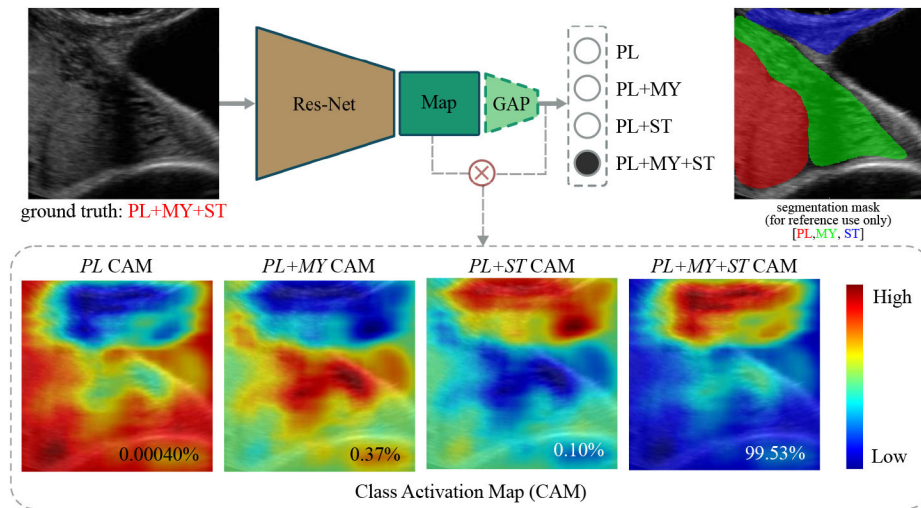 Res-Net
Map
GAP
PL
PL+MY
PL+ST
PL+MY+ST
ground truth: PL+MY+ST
segmentation mask
(for reference use only)
[PL,MY, ST]
PL CAM
PL+MY CAM
PL+ST CAM
PL+MY+ST CAM
High
0.00040%
0.37%
0.10%
99.53%
Low
Class Activation Map (CAM)